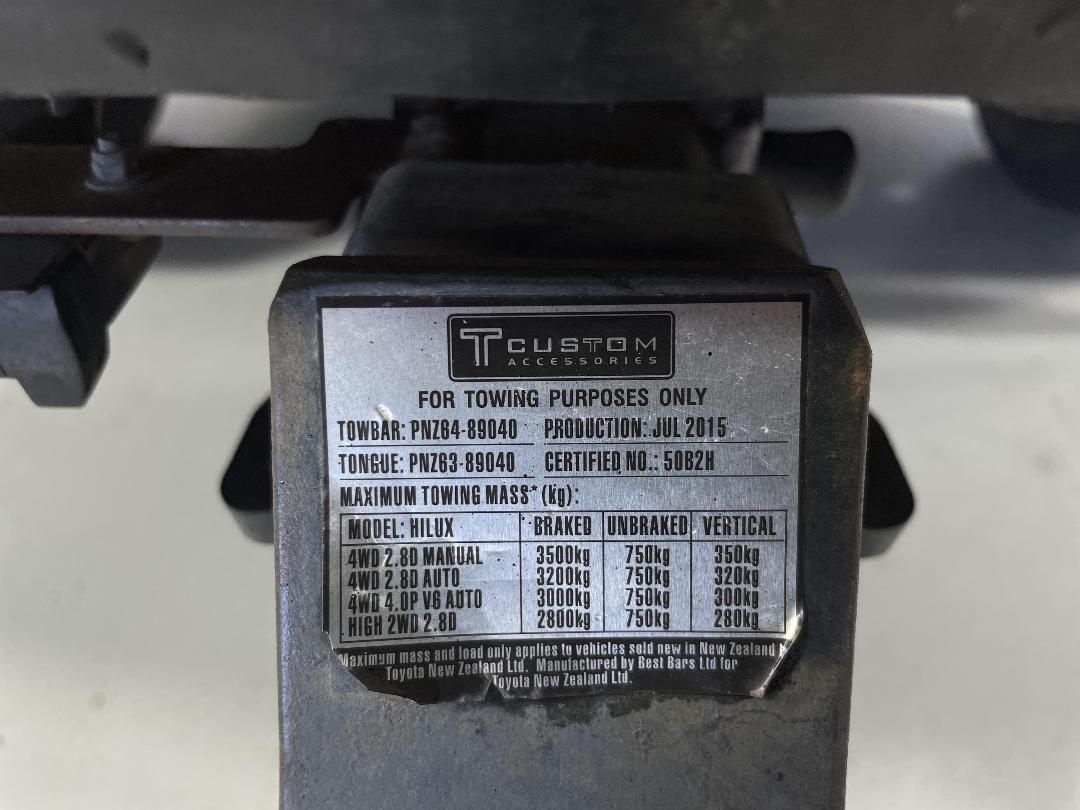 T CUSTOM
ACCESSORIES
FOR TOWING PURPOSES ONLY
TOWBAR: PNZ64-89040 PRODUCTION: JUL 2015
TONGUE: PNZ63-89040 CERTIFIED NO.: 50B2H
MAXIMUM TOWING MASS* (kg):
MODEL: HILUX BRAKED UNBRAKED VERTICAL
4WD 2.8D MANUAL 3500kg 750kg 350kg
4WD 2.8D AUTO 3200kg 750kg 320kg
4WD 4.0P V6 AUTO 3000kg 750kg 300kg
HIGH 2WD 2.8D 2800kg 750kg 280kg
Maximum mass and load only applies to vehicles sold new in New Zealand
Toyota New Zealand Ltd. Manufactured by Best Bars Ltd for
Toyota New Zealand Ltd.